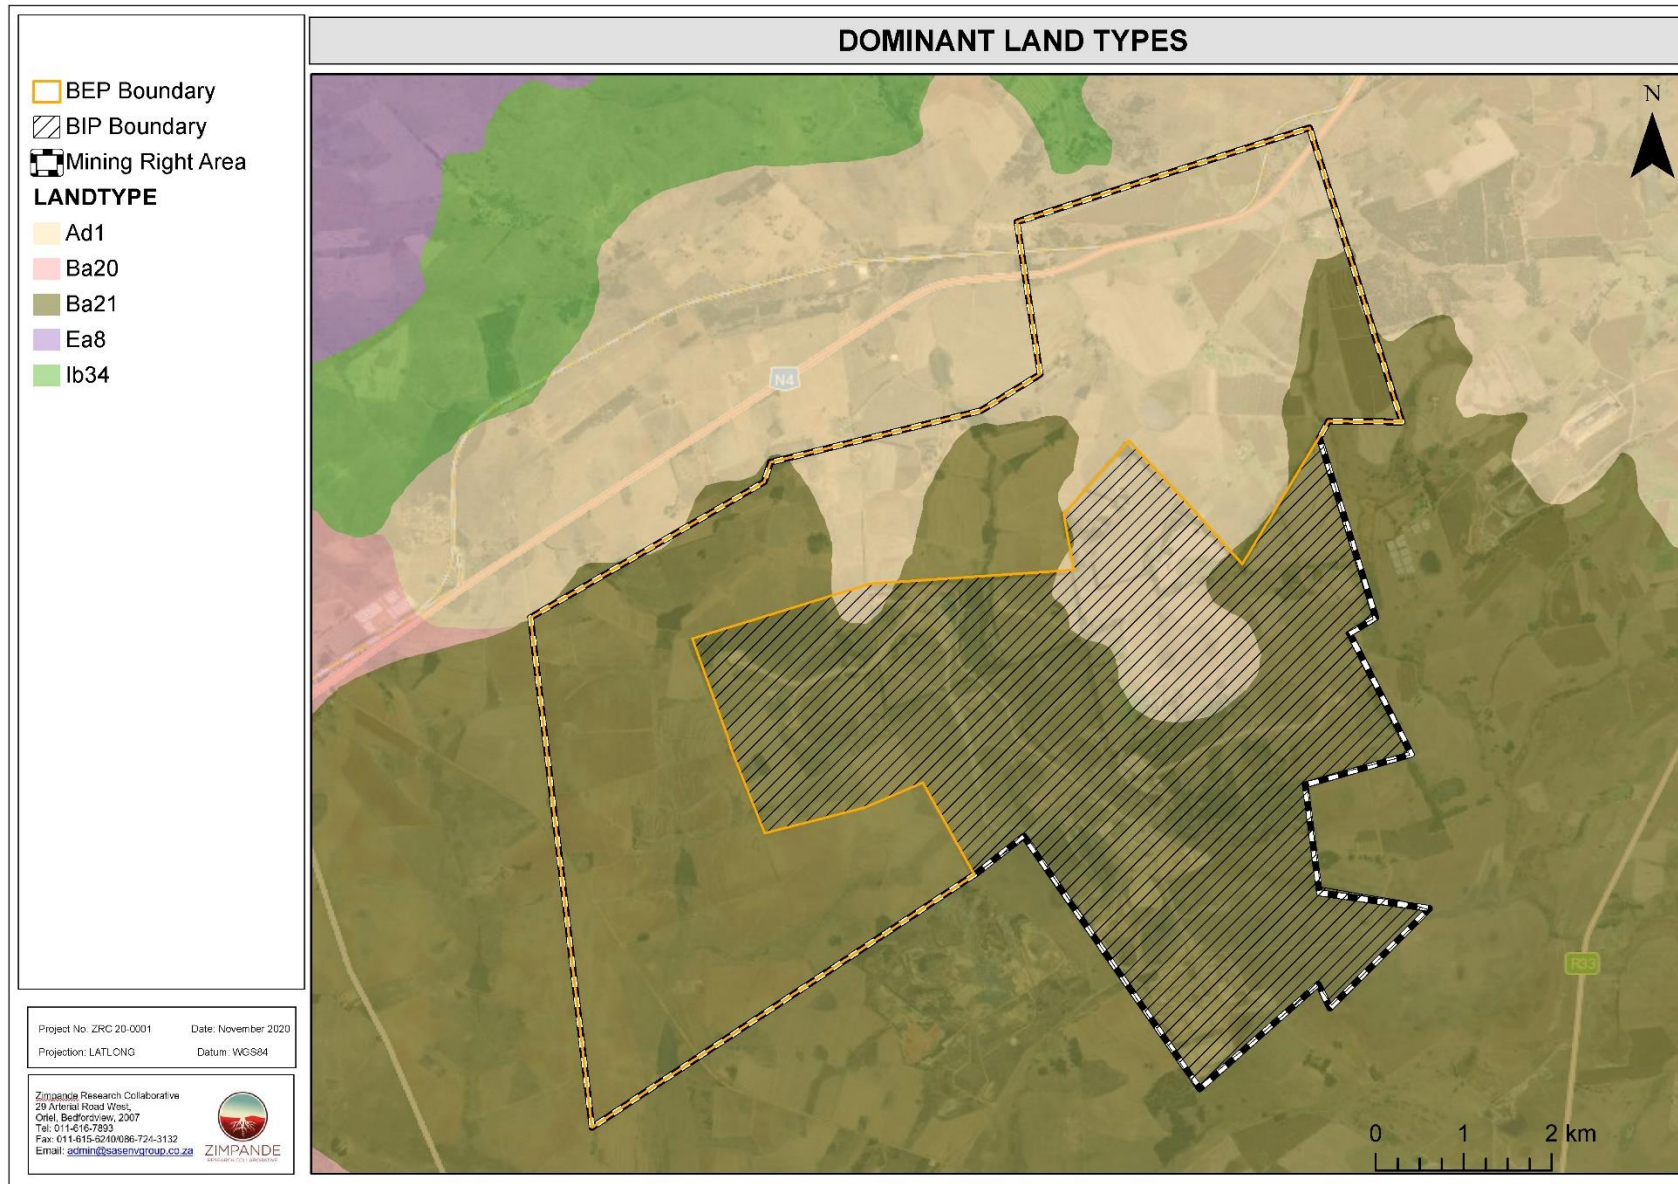 DOMINANT LAND TYPES
BEP Boundary
BIP Boundary
Mining Right Area
LANDTYPE
Ad1
Ba20
Ba21
Ea8
Ib34
N
N4
R33
0 1 2 km
Project No: ZRC 20-0001 Date: November 2020
Projection: LATLONG Datum: WGS84
Zimpande Research Collaborative
29 Arterial Road West,
Oriel, Bedfordview, 2007
Tel: 011-616-7893
Fax: 011-615-6240/086-724-3132
Email: admin@sasenvgroup.co.za
ZIMPANDE
RESEARCH COLLABORATIVE